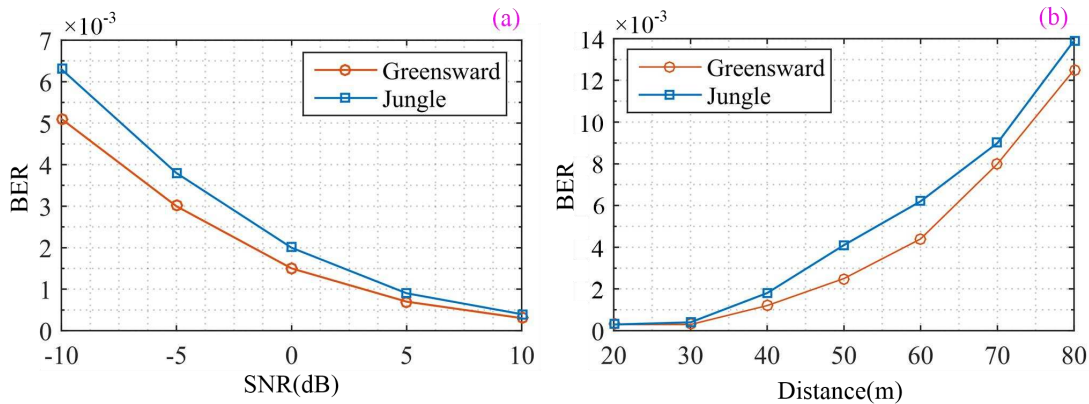 (a)
×10⁻³
7
6
5
4
3
2
1
0
BER
Greensward
Jungle
-10 -5 0 5 10
SNR(dB)
(b)
×10⁻³
14
12
10
8
6
4
2
0
BER
Greensward
Jungle
20 30 40 50 60 70 80
Distance(m)